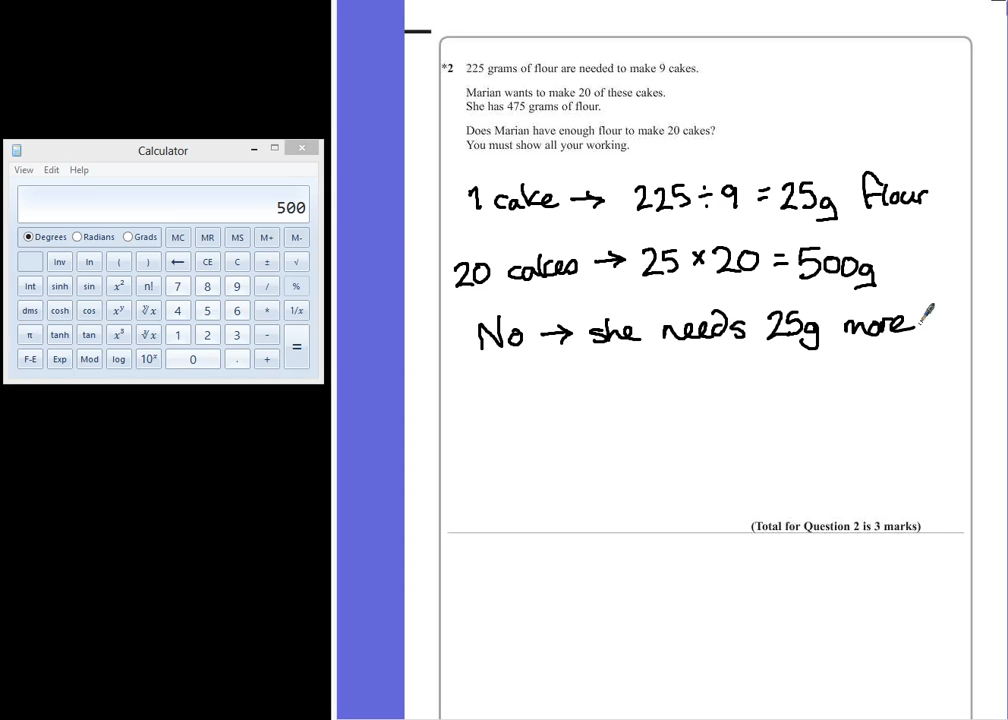 Calculator
View Edit Help
500
Degrees Radians Grads MC MR MS M+ M-
Inv ln ( ) ← CE C ± √
Int sinh sin x² n! 7 8 9 / %
dms cosh cos xʸ ʸ√x 4 5 6 * 1/x
π tanh tan x³ ³√x 1 2 3 - =
F-E Exp Mod log 10ˣ 0 . +
*2 225 grams of flour are needed to make 9 cakes.
Marian wants to make 20 of these cakes.
She has 475 grams of flour.
Does Marian have enough flour to make 20 cakes?
You must show all your working.
1 cake → 225 ÷ 9 = 25g flour
20 cakes → 25 × 20 = 500g
No → she needs 25g more
(Total for Question 2 is 3 marks)